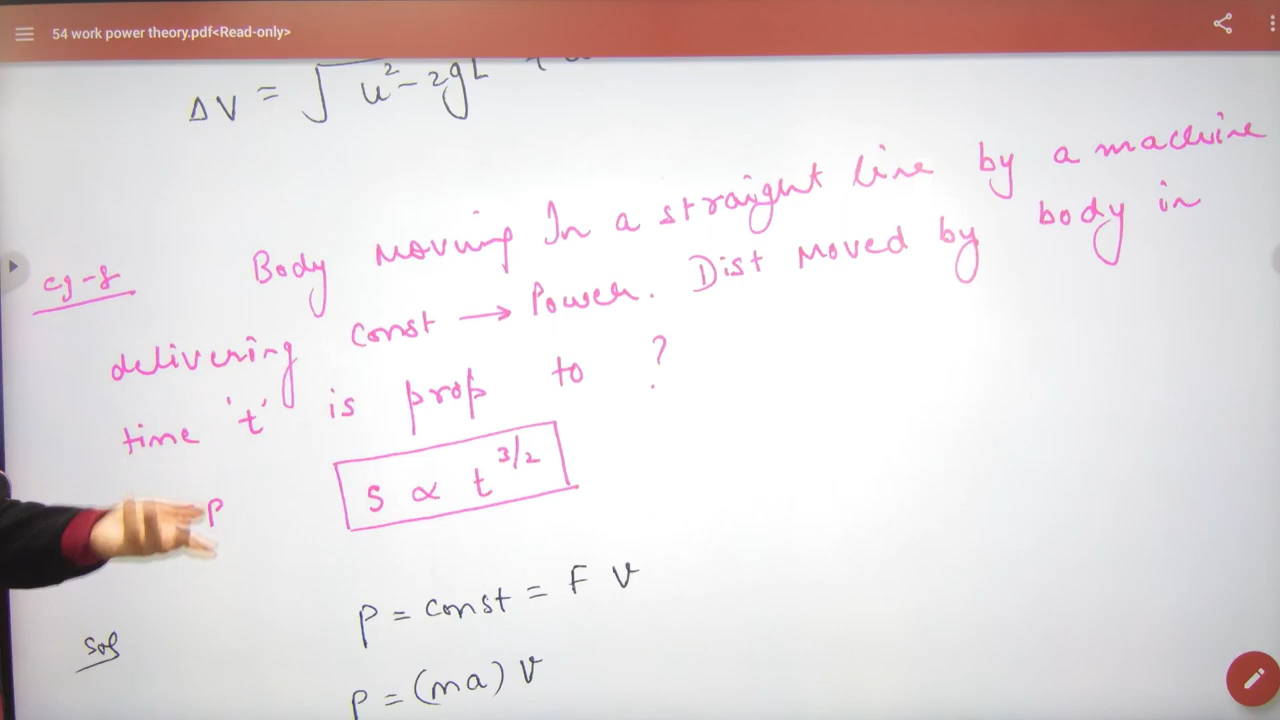 54 work power theory.pdf<Read-only>
ΔV = √u² - 2gL
eg-8 Body moving In a straight line by a machine
delivering const → Power. Dist moved by body in
time 't' is prop to ?
P S ∝ t^3/2
Sol P = const = F v
P = (ma) v